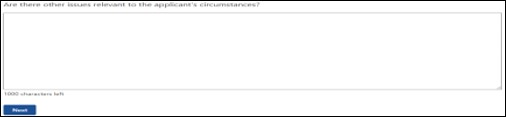 Are there other issues relevant to the applicant's circumstances?
1000 characters left
Next